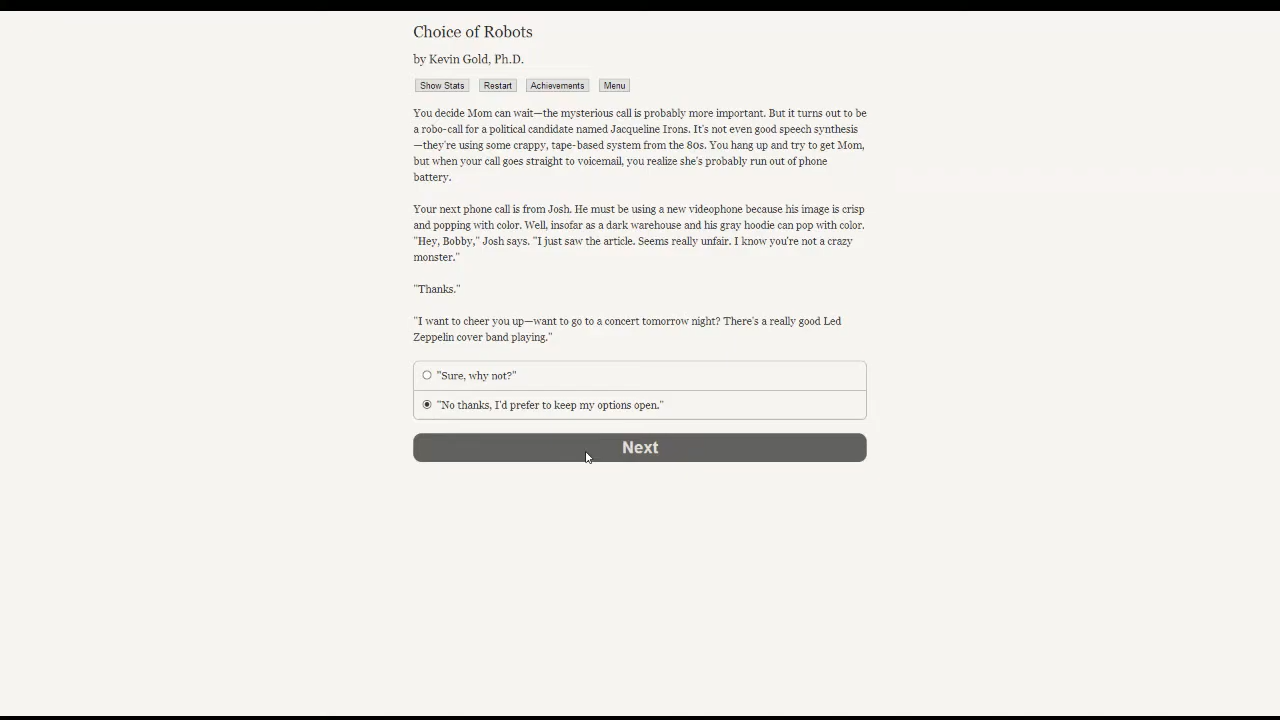 Choice of Robots
by Kevin Gold, Ph.D.
Show Stats Restart Achievements Menu
You decide Mom can wait—the mysterious call is probably more important. But it turns out to be
a robo-call for a political candidate named Jacqueline Irons. It's not even good speech synthesis
—they're using some crappy, tape-based system from the 80s. You hang up and try to get Mom,
but when your call goes straight to voicemail, you realize she's probably run out of phone
battery.
Your next phone call is from Josh. He must be using a new videophone because his image is crisp
and popping with color. Well, insofar as a dark warehouse and his gray hoodie can pop with color.
"Hey, Bobby," Josh says. "I just saw the article. Seems really unfair. I know you're not a crazy
monster."
"Thanks."
"I want to cheer you up—want to go to a concert tomorrow night? There's a really good Led
Zeppelin cover band playing."
"Sure, why not?"
"No thanks, I'd prefer to keep my options open."
Next